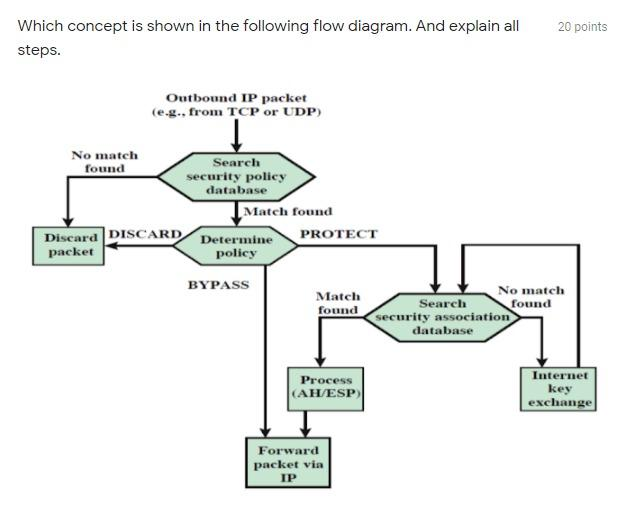 Which concept is shown in the following flow diagram. And explain all
20 points
steps.
Outbound IP packet
(e.g., from TCP or UDP)
No match
found
Search
security policy
database
Match found
Discard
packet
DISCARD
Determine
policy
PROTECT
BYPASS
Match
found
Search
security association
database
No match
found
Process
(AH/ESP)
Internet
key
exchange
Forward
packet via
IP